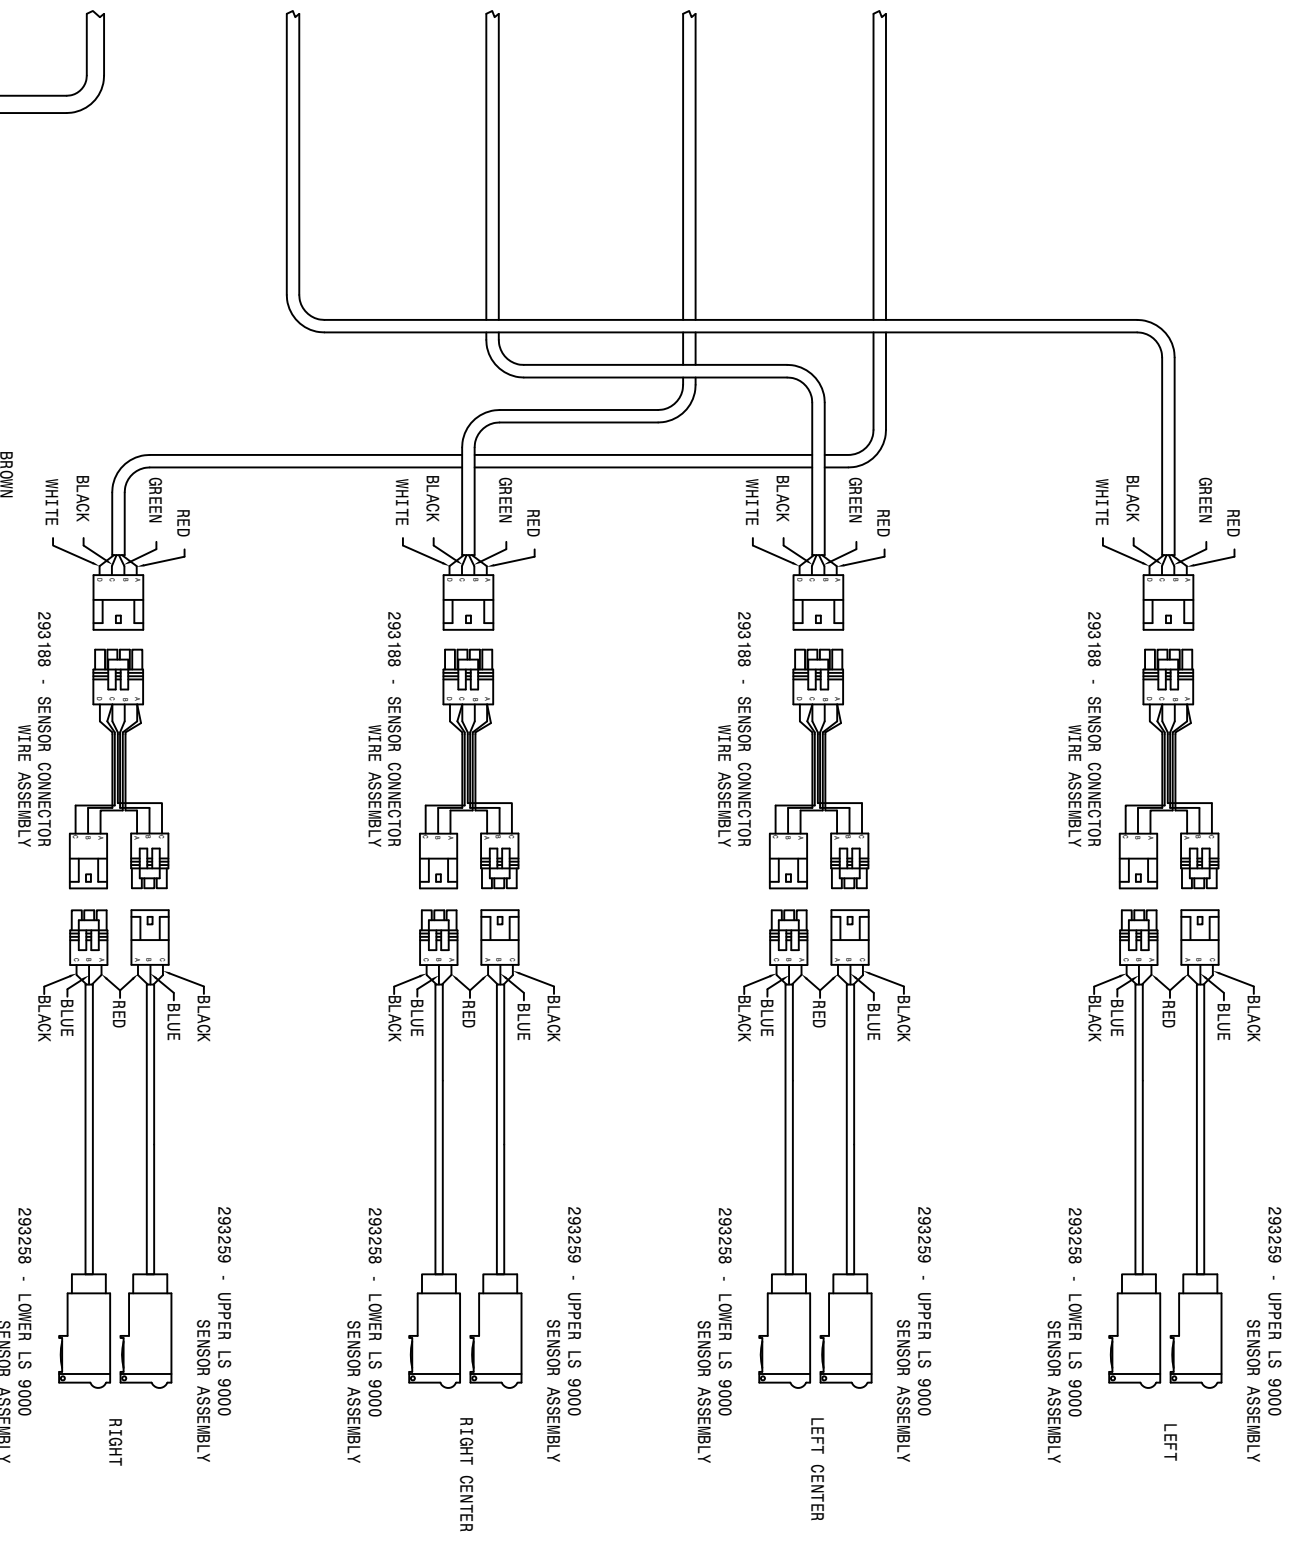 BROWN
WHITE
BLACK
GREEN
RED
WHITE
BLACK
GREEN
RED
WHITE
BLACK
GREEN
RED
WHITE
BLACK
GREEN
RED
D C B A
D C B A
D C B A
D C B A
293188 - SENSOR CONNECTOR
WIRE ASSEMBLY
293188 - SENSOR CONNECTOR
WIRE ASSEMBLY
293188 - SENSOR CONNECTOR
WIRE ASSEMBLY
293188 - SENSOR CONNECTOR
WIRE ASSEMBLY
D C B A
D C B A
D C B A
D C B A
C B A
A B C
C B A
A B C
C B A
A B C
C B A
A B C
C B A
A B C
C B A
A B C
C B A
A B C
C B A
A B C
BLACK
BLUE
RED
BLUE
BLACK
BLACK
BLUE
RED
BLUE
BLACK
BLACK
BLUE
RED
BLUE
BLACK
BLACK
BLUE
RED
BLUE
BLACK
293259 - UPPER LS 9000
SENSOR ASSEMBLY
293258 - LOWER LS 9000
SENSOR ASSEMBLY
RIGHT
293259 - UPPER LS 9000
SENSOR ASSEMBLY
293258 - LOWER LS 9000
SENSOR ASSEMBLY
RIGHT CENTER
293259 - UPPER LS 9000
SENSOR ASSEMBLY
293258 - LOWER LS 9000
SENSOR ASSEMBLY
LEFT CENTER
293259 - UPPER LS 9000
SENSOR ASSEMBLY
293258 - LOWER LS 9000
SENSOR ASSEMBLY
LEFT